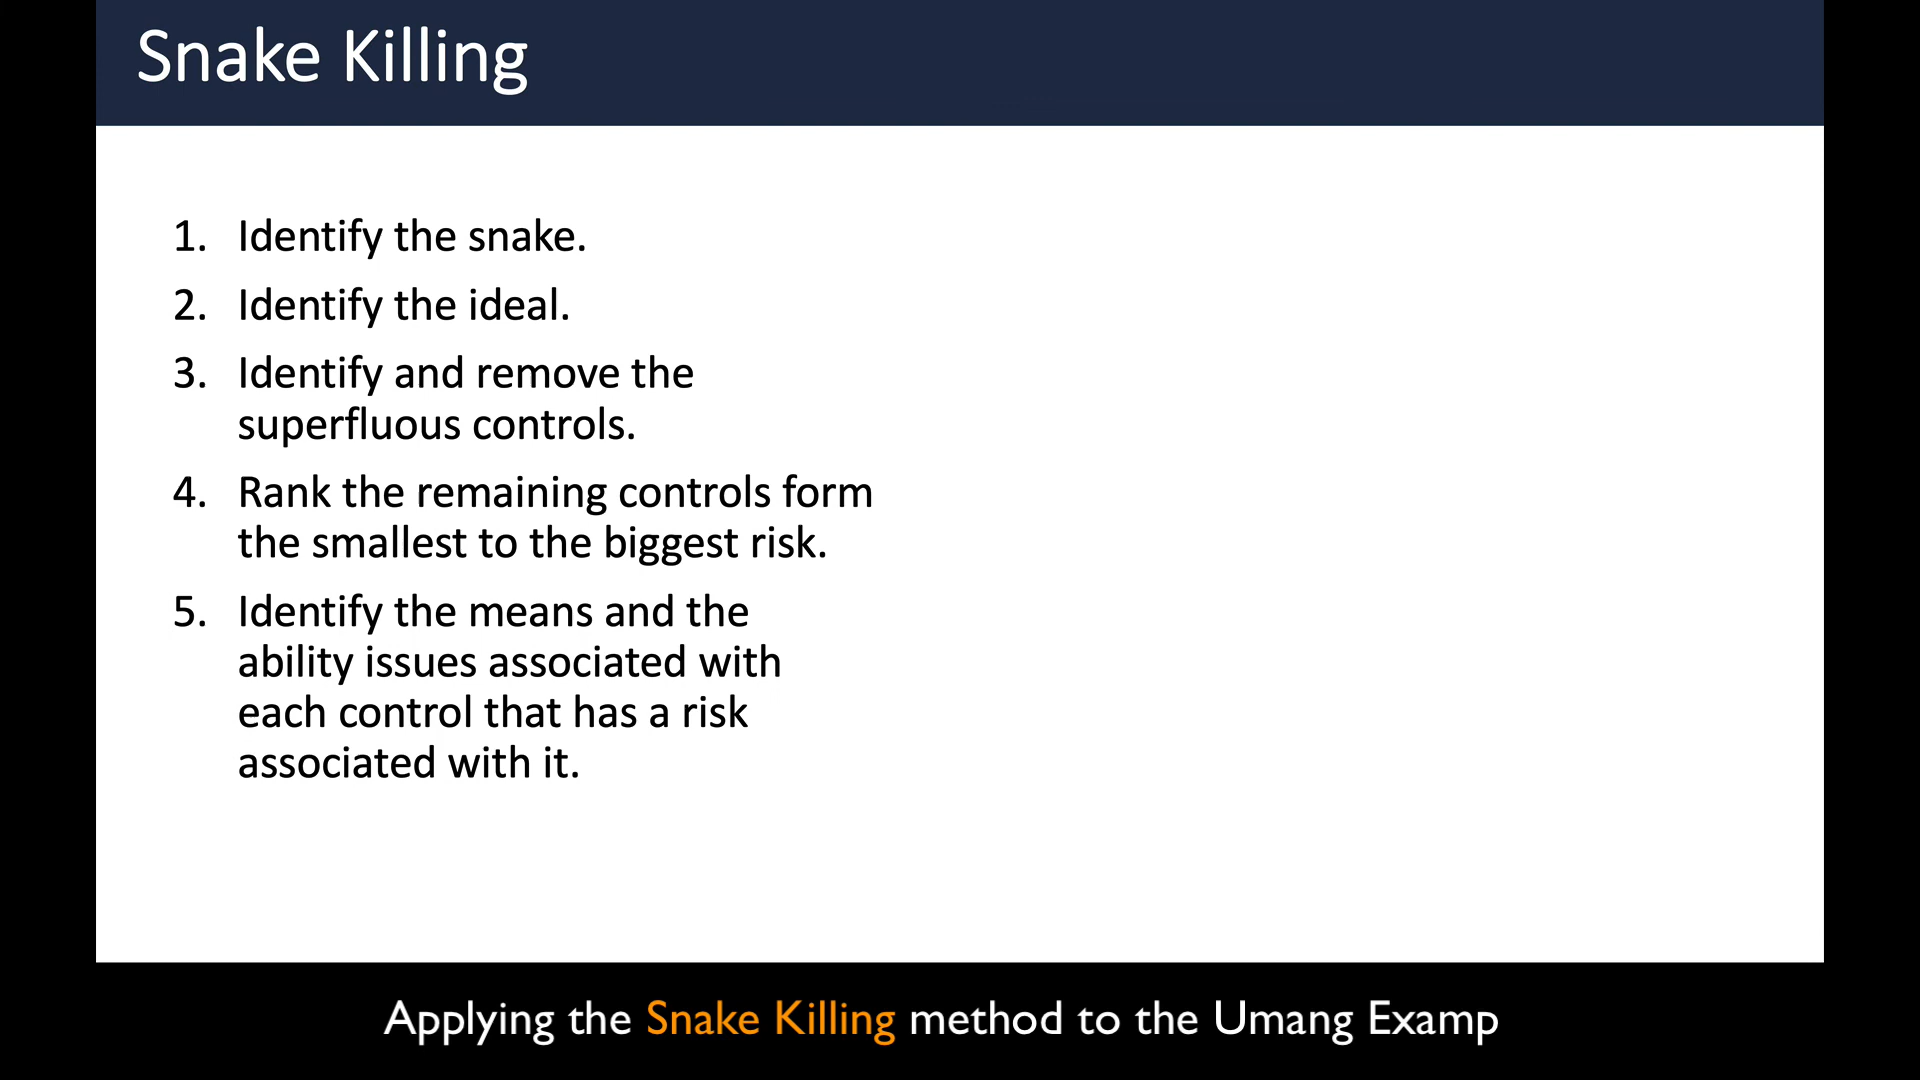 Snake Killing
1. Identify the snake.
2. Identify the ideal.
3. Identify and remove the
superfluous controls.
4. Rank the remaining controls form
the smallest to the biggest risk.
5. Identify the means and the
ability issues associated with
each control that has a risk
associated with it.
Applying the Snake Killing method to the Umang Examp